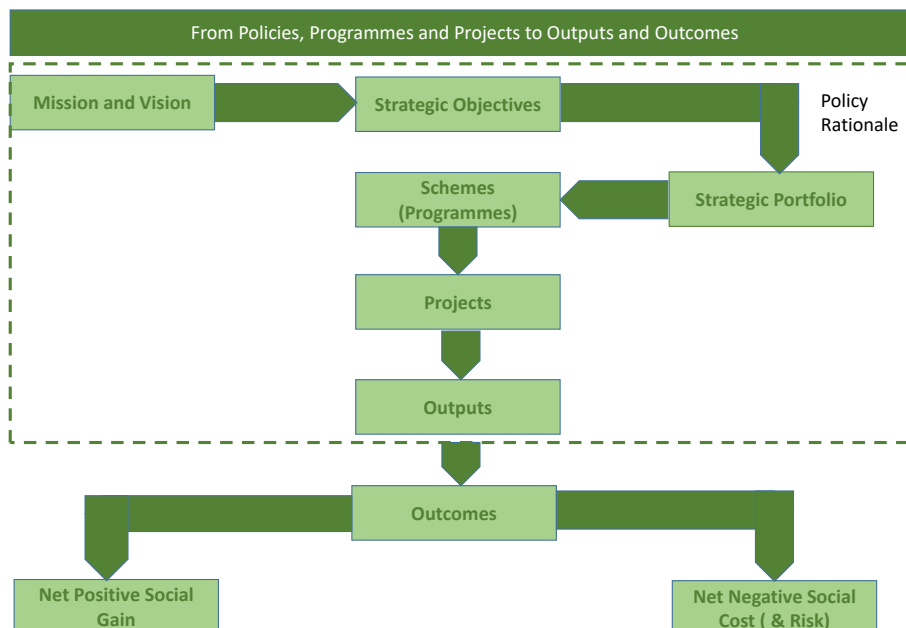 From Policies, Programmes and Projects to Outputs and Outcomes
Mission and Vision
Strategic Objectives
Policy
Rationale
Schemes
(Programmes)
Strategic Portfolio
Projects
Outputs
Outcomes
Net Positive Social
Gain
Net Negative Social
Cost ( & Risk)